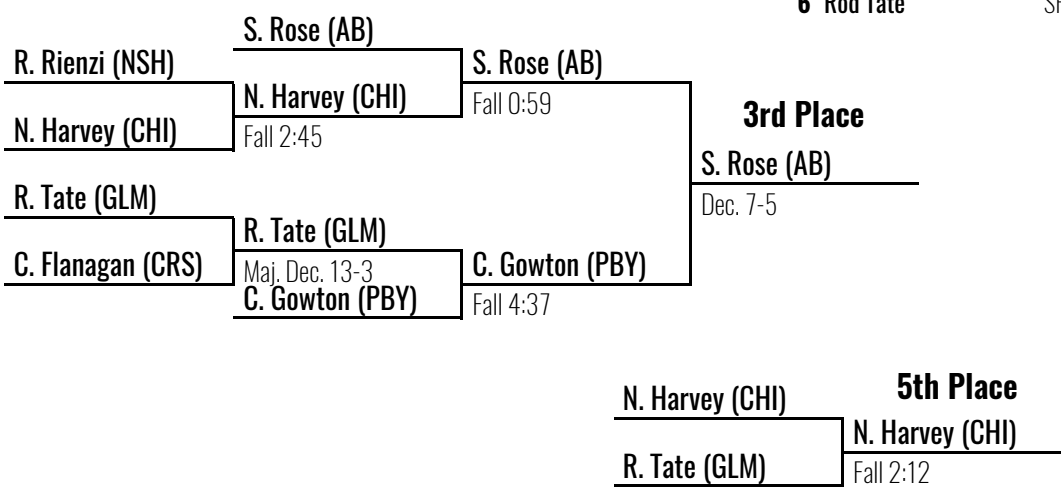 6 Rod Tate
S. Rose (AB)
R. Rienzi (NSH)
S. Rose (AB)
N. Harvey (CHI)
Fall 0:59
3rd Place
N. Harvey (CHI)
Fall 2:45
S. Rose (AB)
R. Tate (GLM)
Dec. 7-5
R. Tate (GLM)
C. Flanagan (CRS)
C. Gowton (PBY)
Maj. Dec. 13-3
C. Gowton (PBY)
Fall 4:37
5th Place
N. Harvey (CHI)
N. Harvey (CHI)
R. Tate (GLM)
Fall 2:12